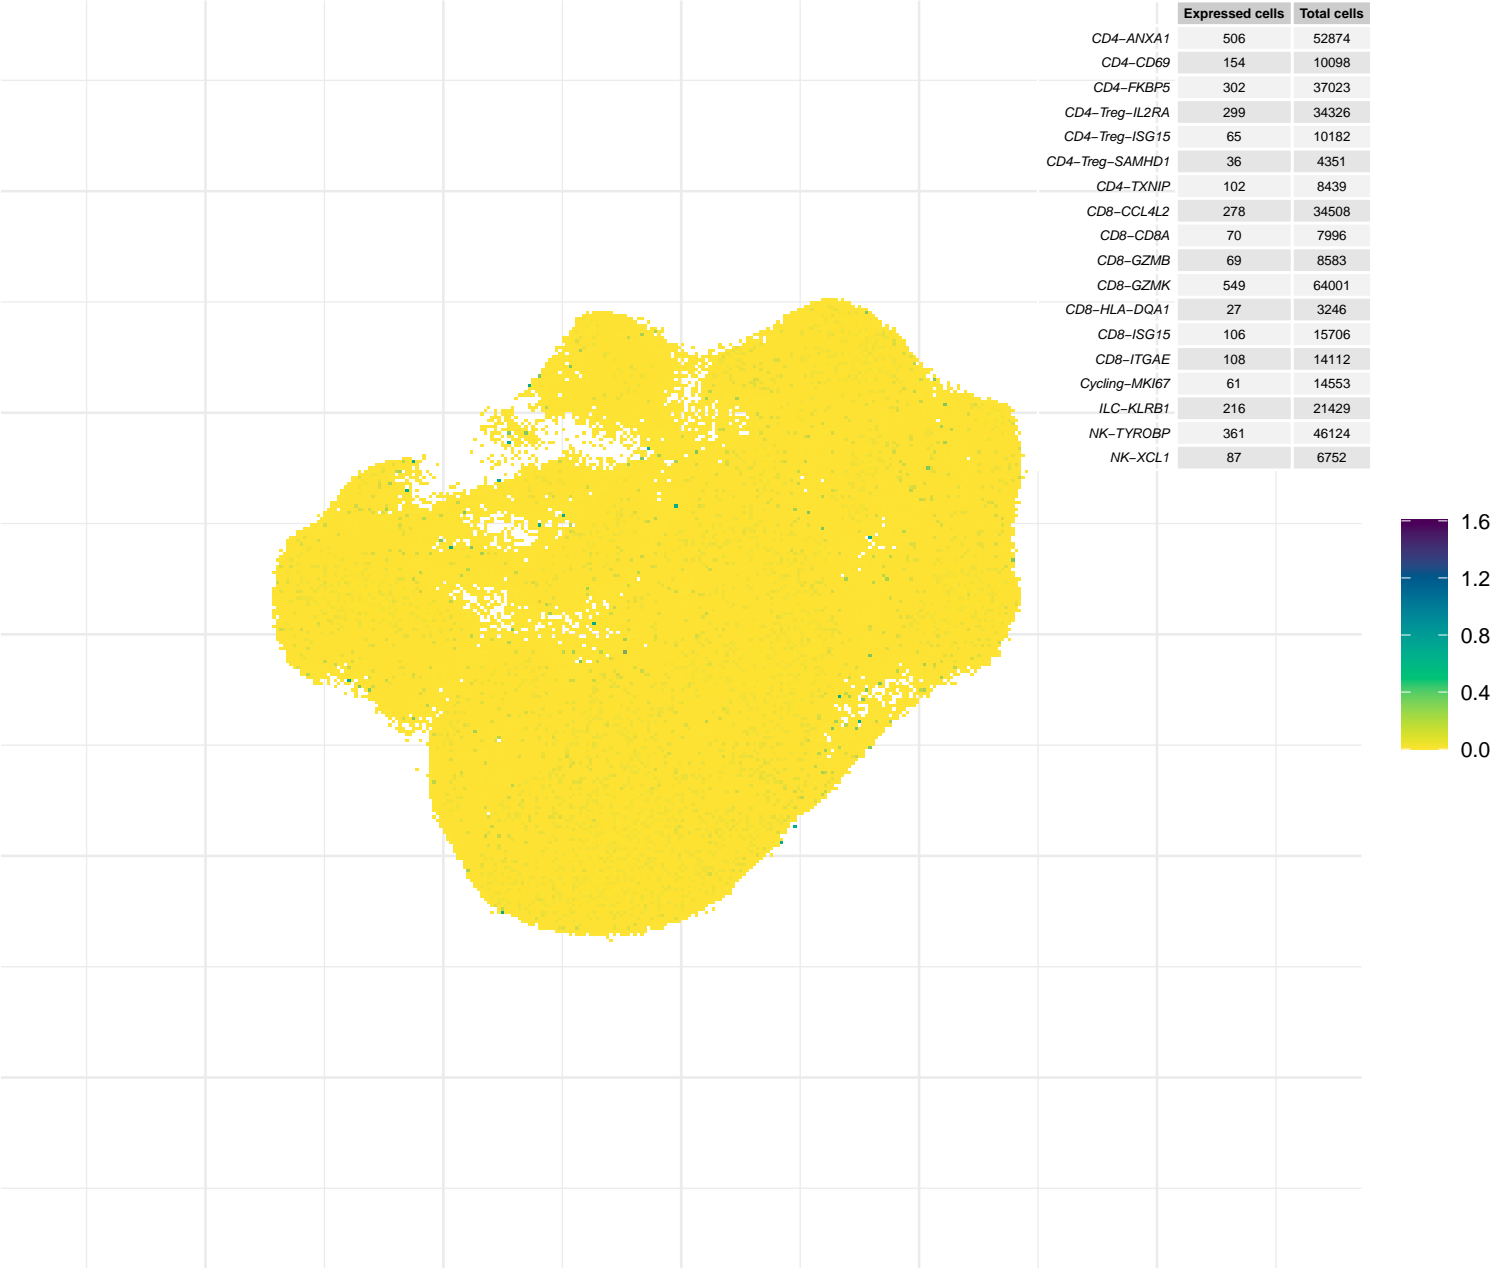 Expressed cells Total cells
CD4−ANXA1 506 52874
CD4−CD69 154 10098
CD4−FKBP5 302 37023
CD4−Treg−IL2RA 299 34326
CD4−Treg−ISG15 65 10182
CD4−Treg−SAMHD1 36 4351
CD4−TXNIP 102 8439
CD8−CCL4L2 278 34508
CD8−CD8A 70 7996
CD8−GZMB 69 8583
CD8−GZMK 549 64001
CD8−HLA−DQA1 27 3246
CD8−ISG15 106 15706
CD8−ITGAE 108 14112
Cycling−MKI67 61 14553
ILC−KLRB1 216 21429
NK−TYROBP 361 46124
NK−XCL1 87 6752
1.6
1.2
0.8
0.4
0.0